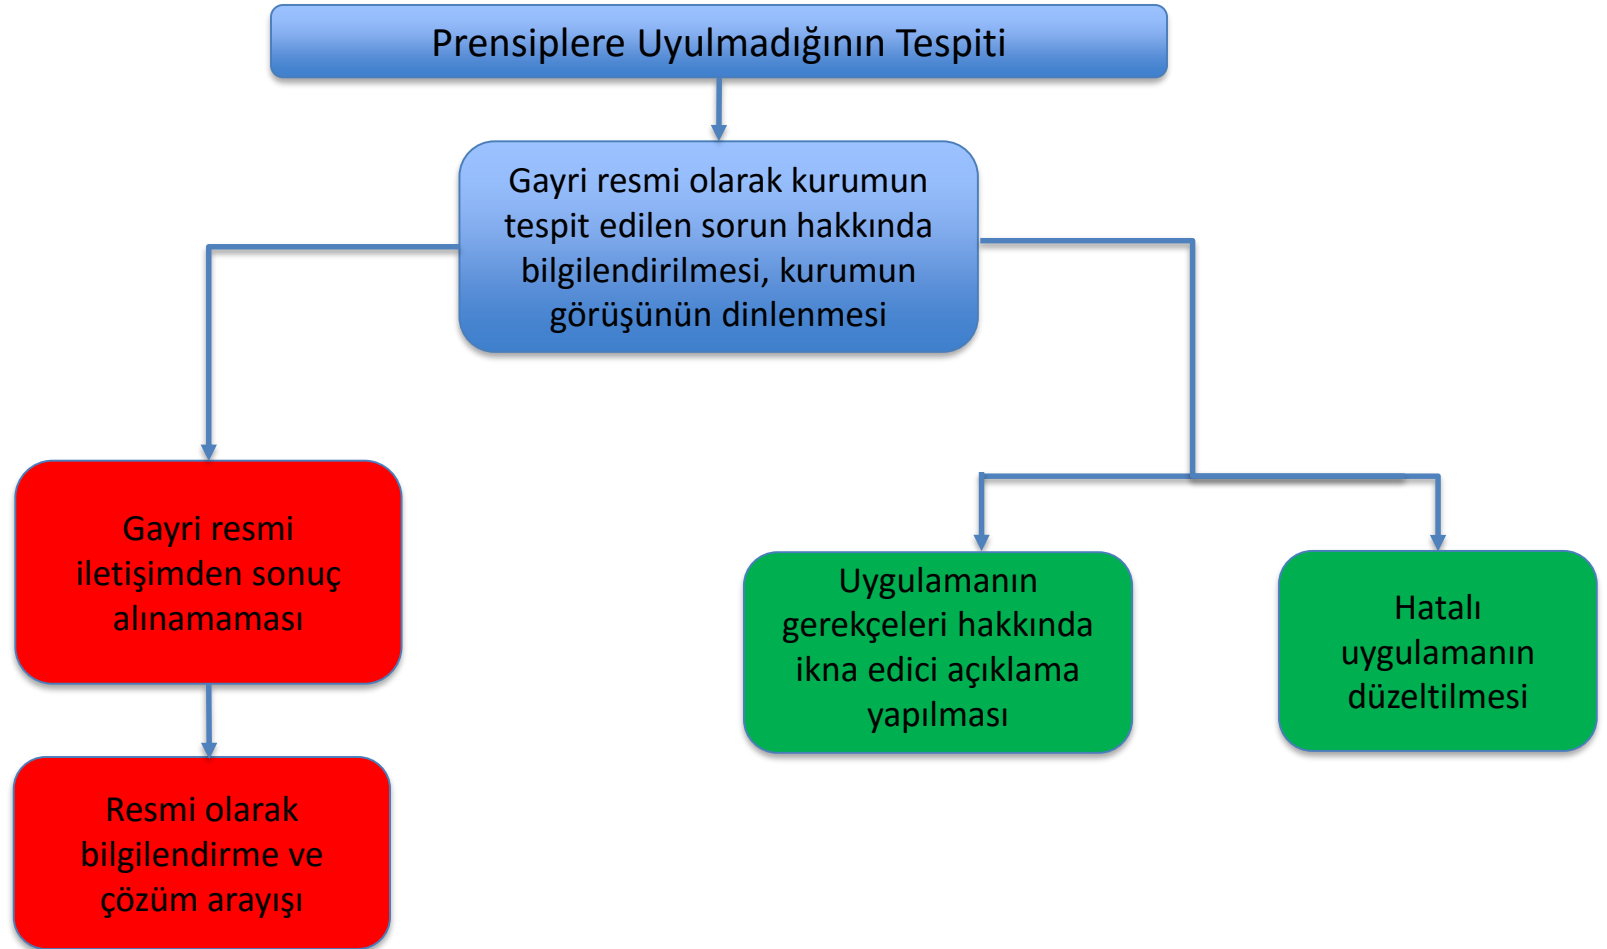 Prensiplere Uyulmadığının Tespiti
Gayri resmi olarak kurumun
tespit edilen sorun hakkında
bilgilendirilmesi, kurumun
görüşünün dinlenmesi
Gayri resmi
iletişimden sonuç
alınamaması
Uygulamanın
gerekçeleri hakkında
ikna edici açıklama
yapılması
Hatalı
uygulamanın
düzeltilmesi
Resmi olarak
bilgilendirme ve
çözüm arayışı